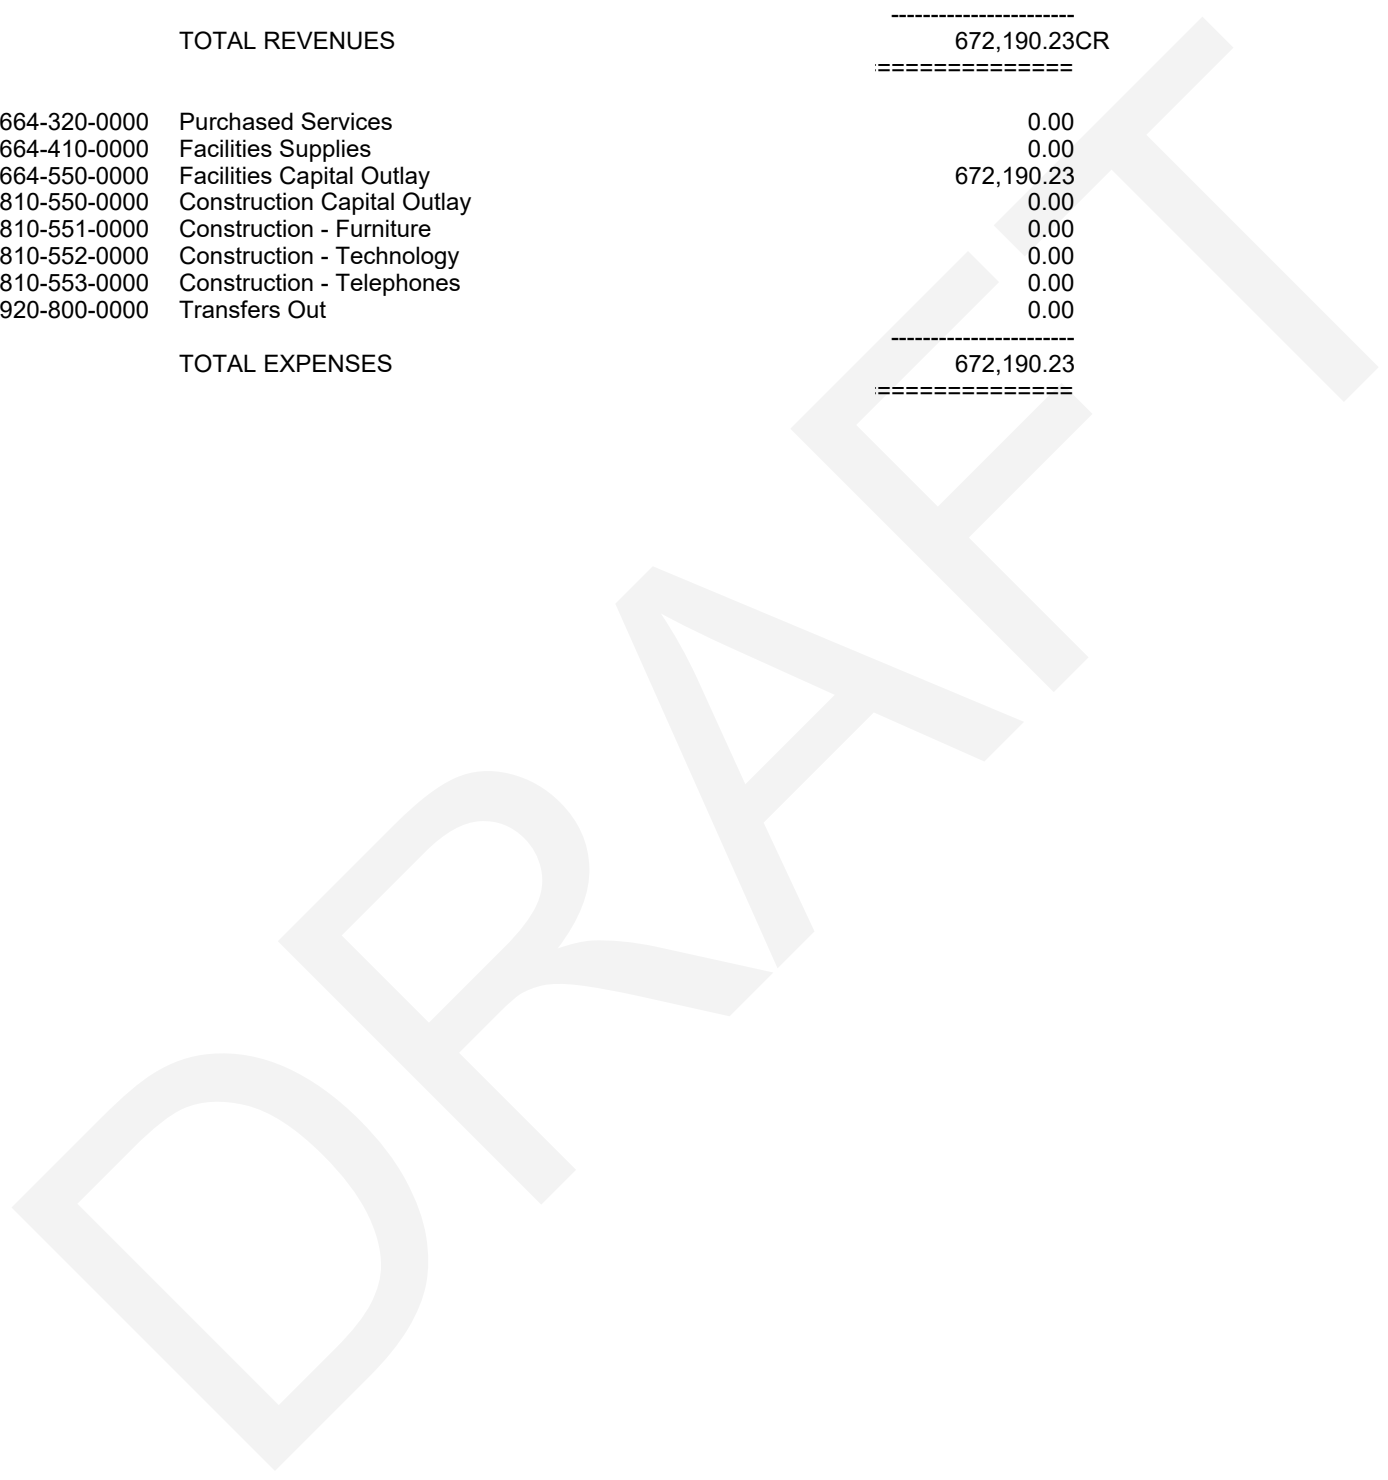 ------------------------
TOTAL REVENUES 672,190.23CR
===============
664-320-0000 Purchased Services 0.00
664-410-0000 Facilities Supplies 0.00
664-550-0000 Facilities Capital Outlay 672,190.23
810-550-0000 Construction Capital Outlay 0.00
810-551-0000 Construction - Furniture 0.00
810-552-0000 Construction - Technology 0.00
810-553-0000 Construction - Telephones 0.00
920-800-0000 Transfers Out 0.00
------------------------
TOTAL EXPENSES 672,190.23
===============
DRAFT